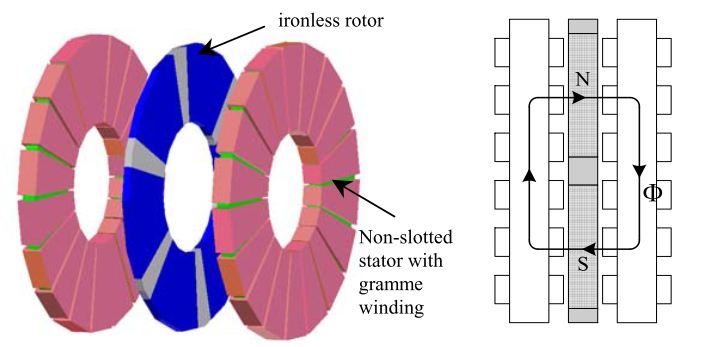 ironless rotor
Non-slotted
stator with
gramme
winding
N
Φ
S